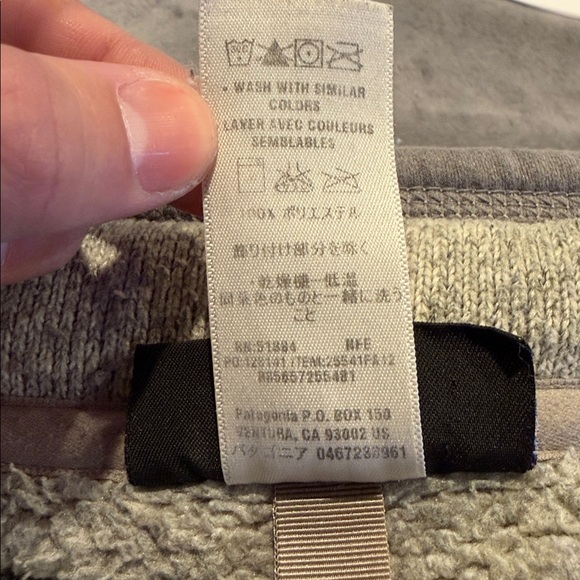 • WASH WITH SIMILAR
COLORS
LAVER AVEC COULEURS
SEMBLABLES
100% ポリエステル
飾り付け部分を除く
・乾燥機-低温
同系色のものと一緒に洗う
こと
RN:51884 NFE
PO:126141 ITEM:25541FA12
Patagonia P.O. BOX 150
VENTURA, CA 93002 US
パタゴニア 0467233961